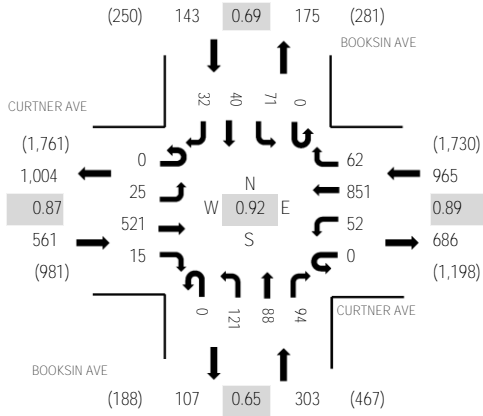 (250) 143 0.69 175 (281)
BOOKSIN AVE
CURTNER AVE
32 40 71 0
(1,761) (1,730)
0 62
1,004 965
N
25 851
0.87 W 0.92 E 0.89
521 52
561 686
S
15 0
(981) (1,198)
0 121 88 94
CURTNER AVE
BOOKSIN AVE
(188) 107 0.65 303 (467)